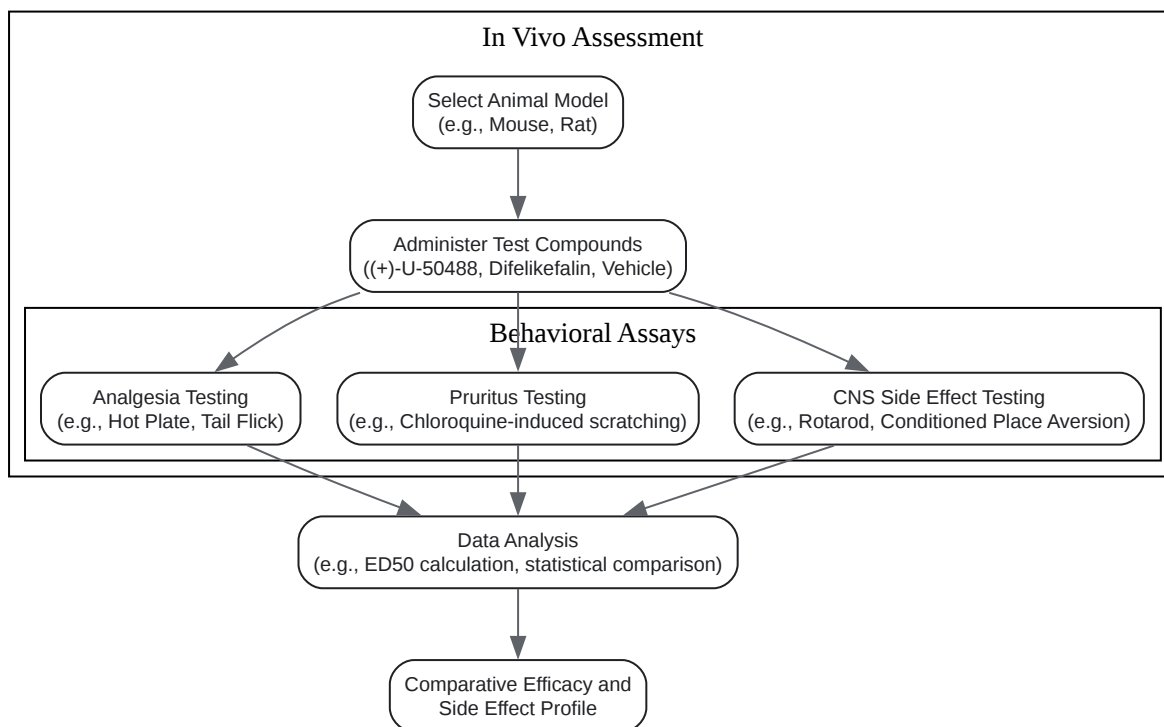 In Vivo Assessment
Select Animal Model
(e.g., Mouse, Rat)
Administer Test Compounds
((+)-U-50488, Difelikefalin, Vehicle)
Behavioral Assays
Analgesia Testing
(e.g., Hot Plate, Tail Flick)
Pruritus Testing
(e.g., Chloroquine-induced scratching)
CNS Side Effect Testing
(e.g., Rotarod, Conditioned Place Aversion)
Data Analysis
(e.g., ED50 calculation, statistical comparison)
Comparative Efficacy and
Side Effect Profile